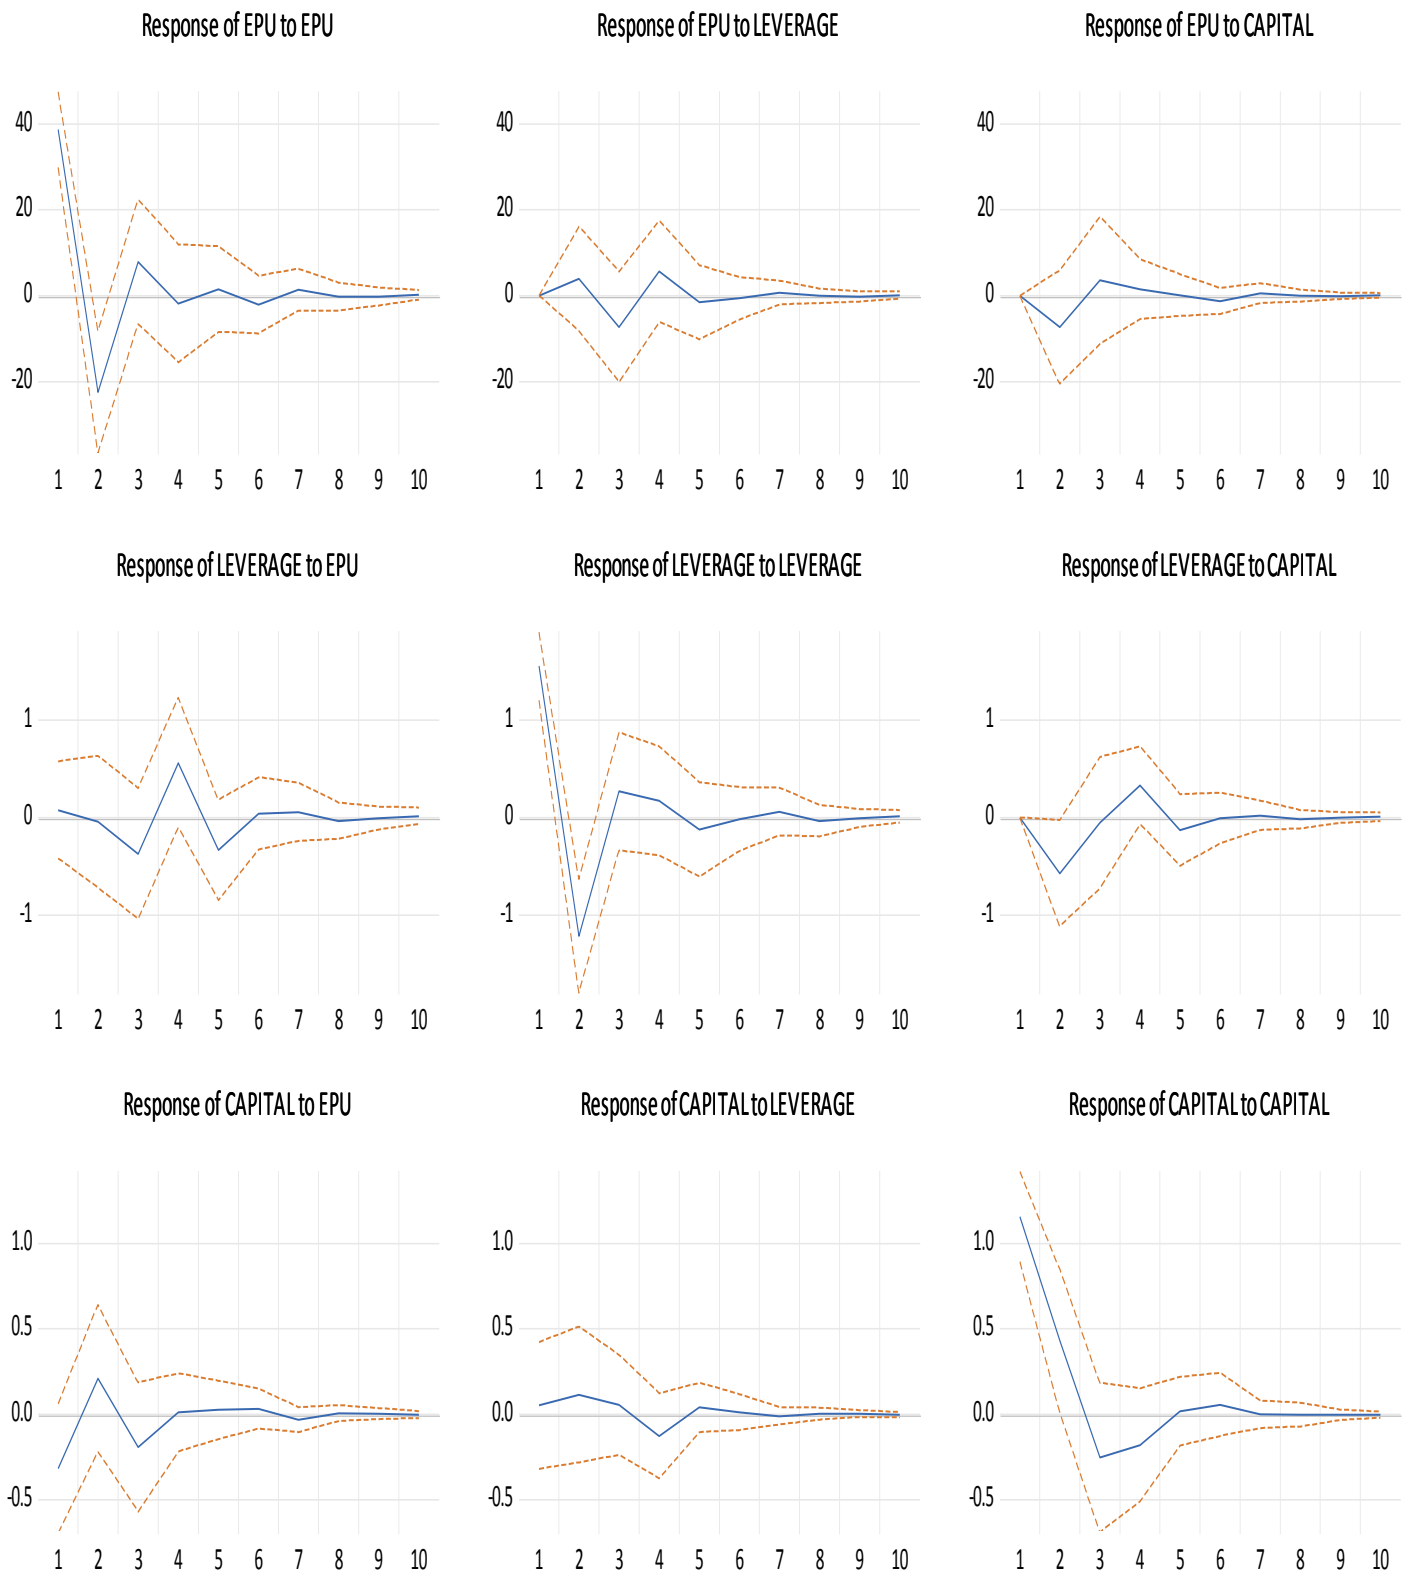 Response of EPU to EPU
Response of EPU to LEVERAGE
Response of EPU to CAPITAL
40
20
0
-20
1 2 3 4 5 6 7 8 9 10
40
20
0
-20
1 2 3 4 5 6 7 8 9 10
40
20
0
-20
1 2 3 4 5 6 7 8 9 10
Response of LEVERAGE to EPU
Response of LEVERAGE to LEVERAGE
Response of LEVERAGE to CAPITAL
1
0
-1
1 2 3 4 5 6 7 8 9 10
1
0
-1
1 2 3 4 5 6 7 8 9 10
1
0
-1
1 2 3 4 5 6 7 8 9 10
Response of CAPITAL to EPU
Response of CAPITAL to LEVERAGE
Response of CAPITAL to CAPITAL
1.0
0.5
0.0
-0.5
1 2 3 4 5 6 7 8 9 10
1.0
0.5
0.0
-0.5
1 2 3 4 5 6 7 8 9 10
1.0
0.5
0.0
-0.5
1 2 3 4 5 6 7 8 9 10